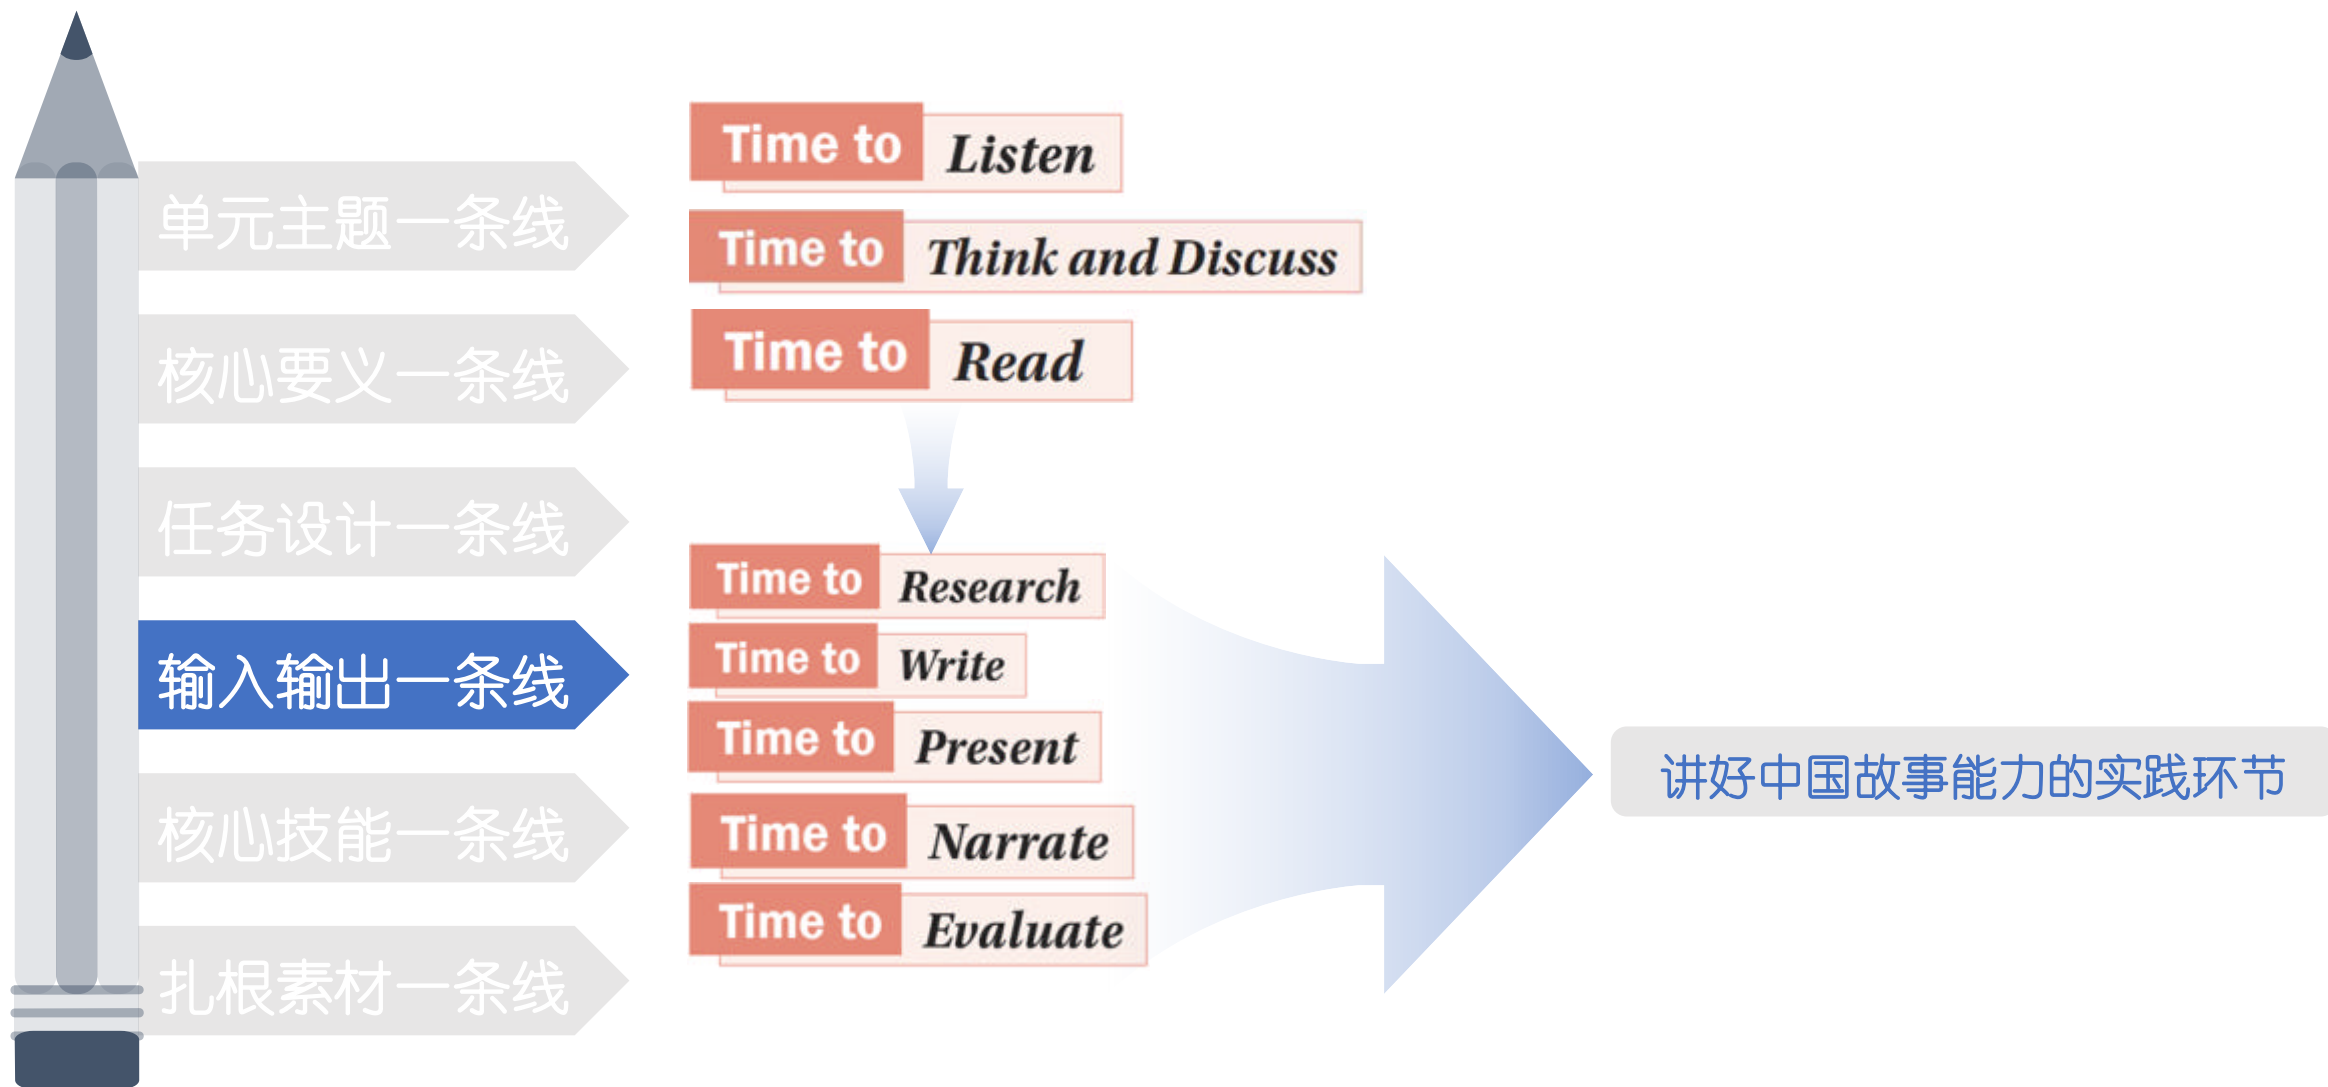 单元主题一条线
核心要义一条线
任务设计一条线
输入输出一条线
核心技能一条线
扎根素材一条线
Time to Listen
Time to Think and Discuss
Time to Read
Time to Research
Time to Write
Time to Present
Time to Narrate
Time to Evaluate
讲好中国故事能力的实践环节